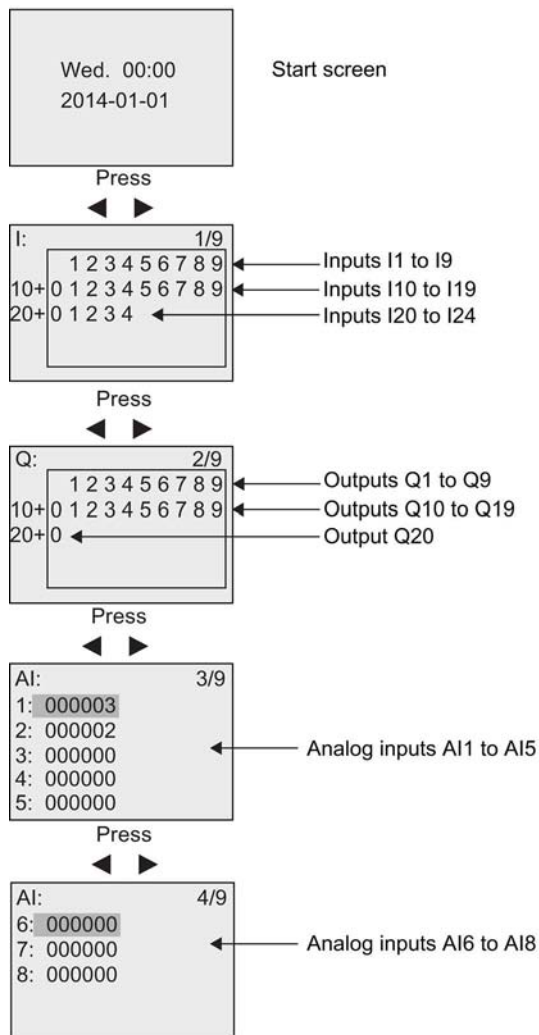 Wed. 00:00
2014-01-01
Start screen
Press
I: 1/9
1 2 3 4 5 6 7 8 9
Inputs I1 to I9
10+ 0 1 2 3 4 5 6 7 8 9
Inputs I10 to I19
20+ 0 1 2 3 4
Inputs I20 to I24
Press
Q: 2/9
1 2 3 4 5 6 7 8 9
Outputs Q1 to Q9
10+ 0 1 2 3 4 5 6 7 8 9
Outputs Q10 to Q19
20+ 0
Output Q20
Press
AI: 3/9
1: 000003
2: 000002
3: 000000
4: 000000
5: 000000
Analog inputs AI1 to AI5
Press
AI: 4/9
6: 000000
7: 000000
8: 000000
Analog inputs AI6 to AI8